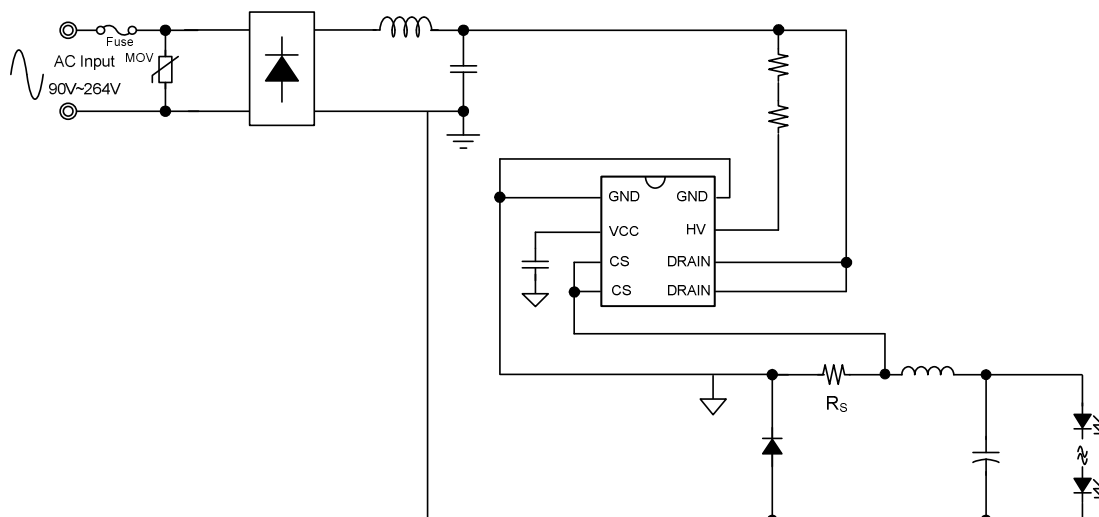 Fuse
AC Input
MOV
90V~264V
GND
GND
VCC
HV
CS
DRAIN
CS
DRAIN
RS